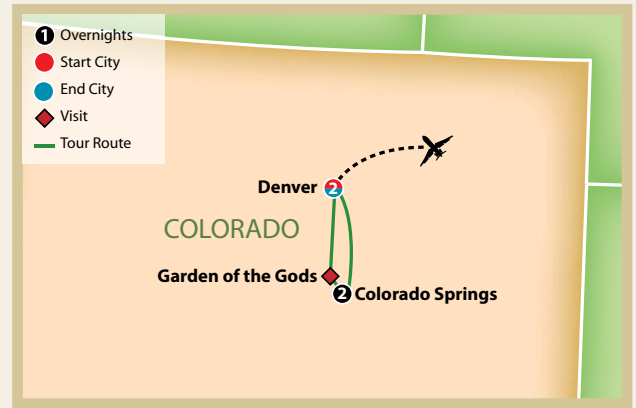 1 Overnights
Start City
End City
Visit
Tour Route
Denver 2
COLORADO
Garden of the Gods
2 Colorado Springs